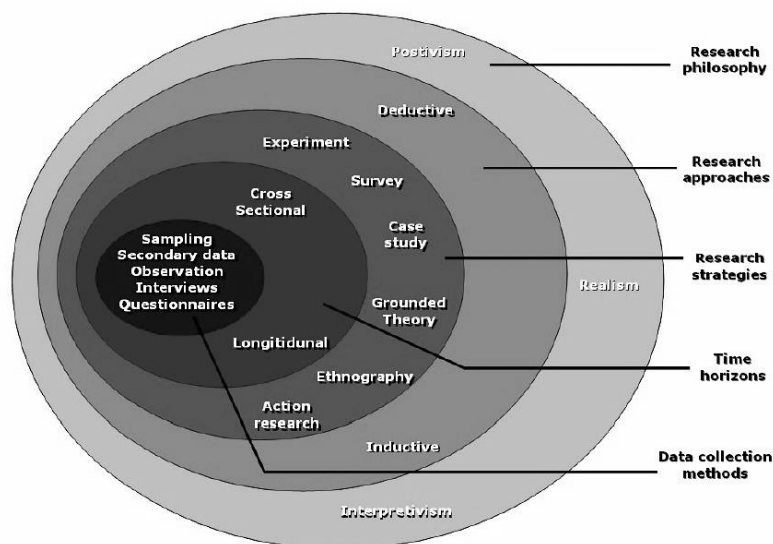 Postivism
Research
philosophy
Deductive
Experiment
Research
approaches
Survey
Cross
Sectional
Case
study
Sampling
Secondary data
Observation
Interviews
Questionnaires
Research
strategies
Realism
Grounded
Theory
Longitidunal
Time
horizons
Ethnography
Action
research
Inductive
Data collection
methods
Interpretivism